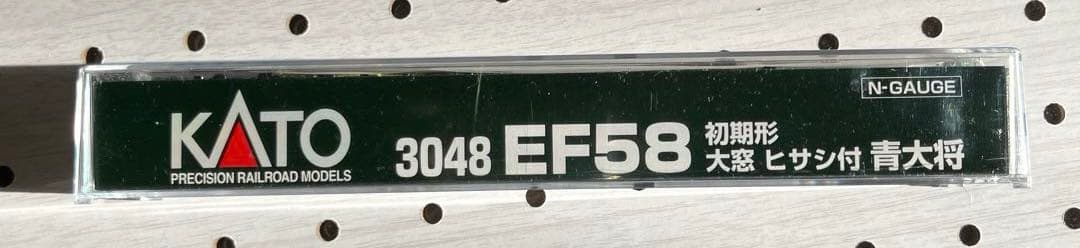 N-GAUGE
KATO
PRECISION RAILROAD MODELS
3048 EF58 初期形
大窓 ヒサシ付 青大将